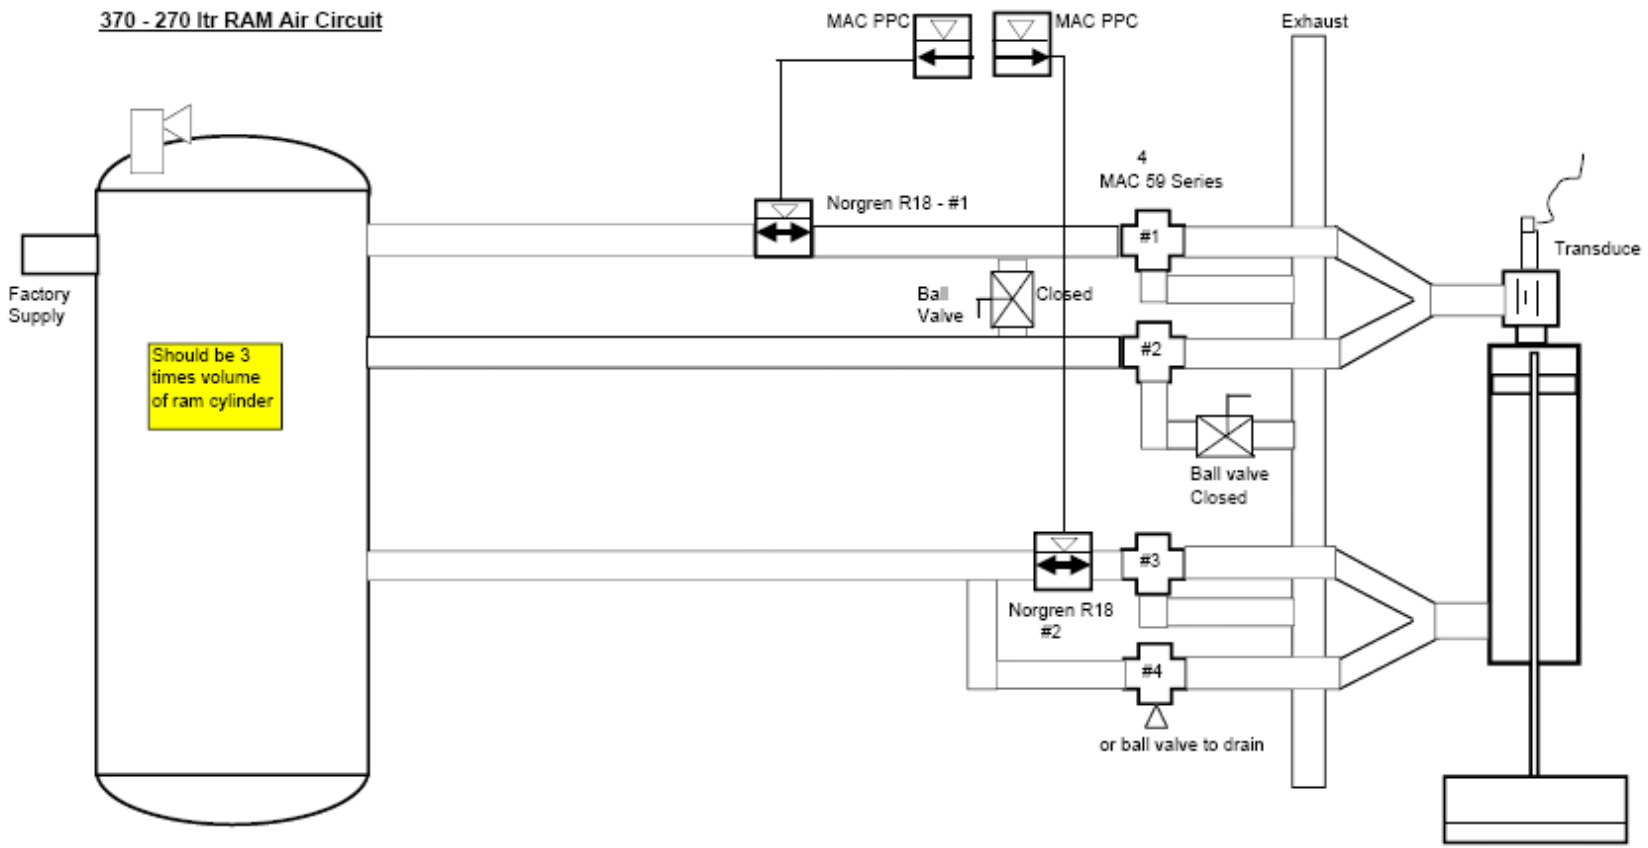 370 - 270 ltr RAM Air Circuit
MAC PPC
MAC PPC
Exhaust
4
MAC 59 Series
Norgren R18 - #1
#1
Transduce
Factory
Supply
Ball
Valve
Closed
#2
Should be 3
times volume
of ram cylinder
Ball valve
Closed
#3
Norgren R18
#2
#4
or ball valve to drain